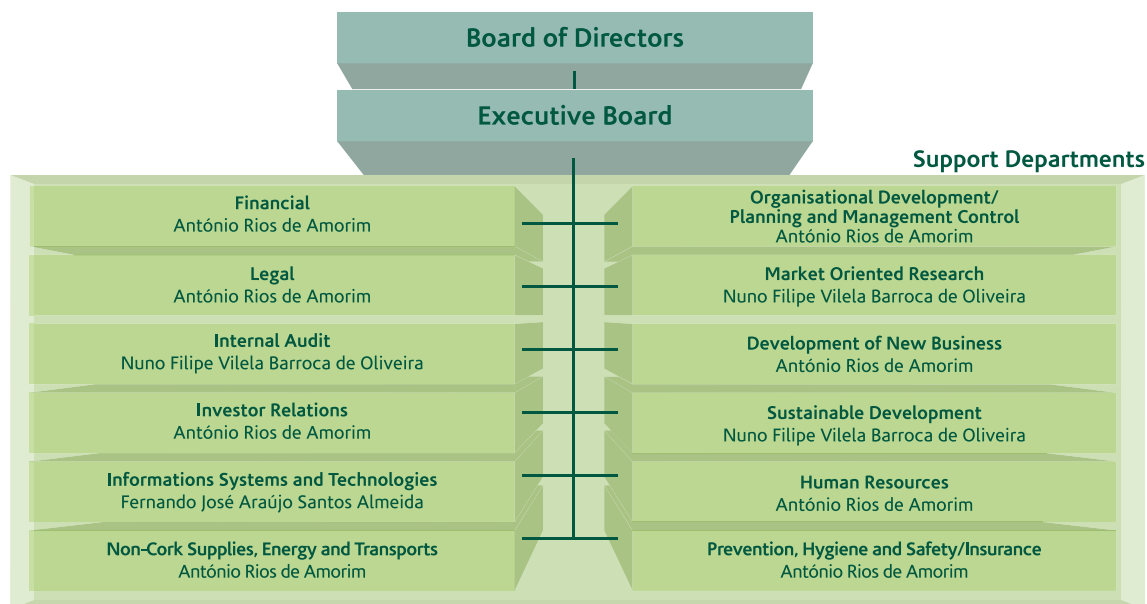 Board of Directors
Executive Board
Support Departments
Financial
António Rios de Amorim
Legal
António Rios de Amorim
Internal Audit
Nuno Filipe Vilela Barroca de Oliveira
Investor Relations
António Rios de Amorim
Informations Systems and Technologies
Fernando José Araújo Santos Almeida
Non-Cork Supplies, Energy and Transports
António Rios de Amorim
Organisational Development/
Planning and Management Control
António Rios de Amorim
Market Oriented Research
Nuno Filipe Vilela Barroca de Oliveira
Development of New Business
António Rios de Amorim
Sustainable Development
Nuno Filipe Vilela Barroca de Oliveira
Human Resources
António Rios de Amorim
Prevention, Hygiene and Safety/Insurance
António Rios de Amorim